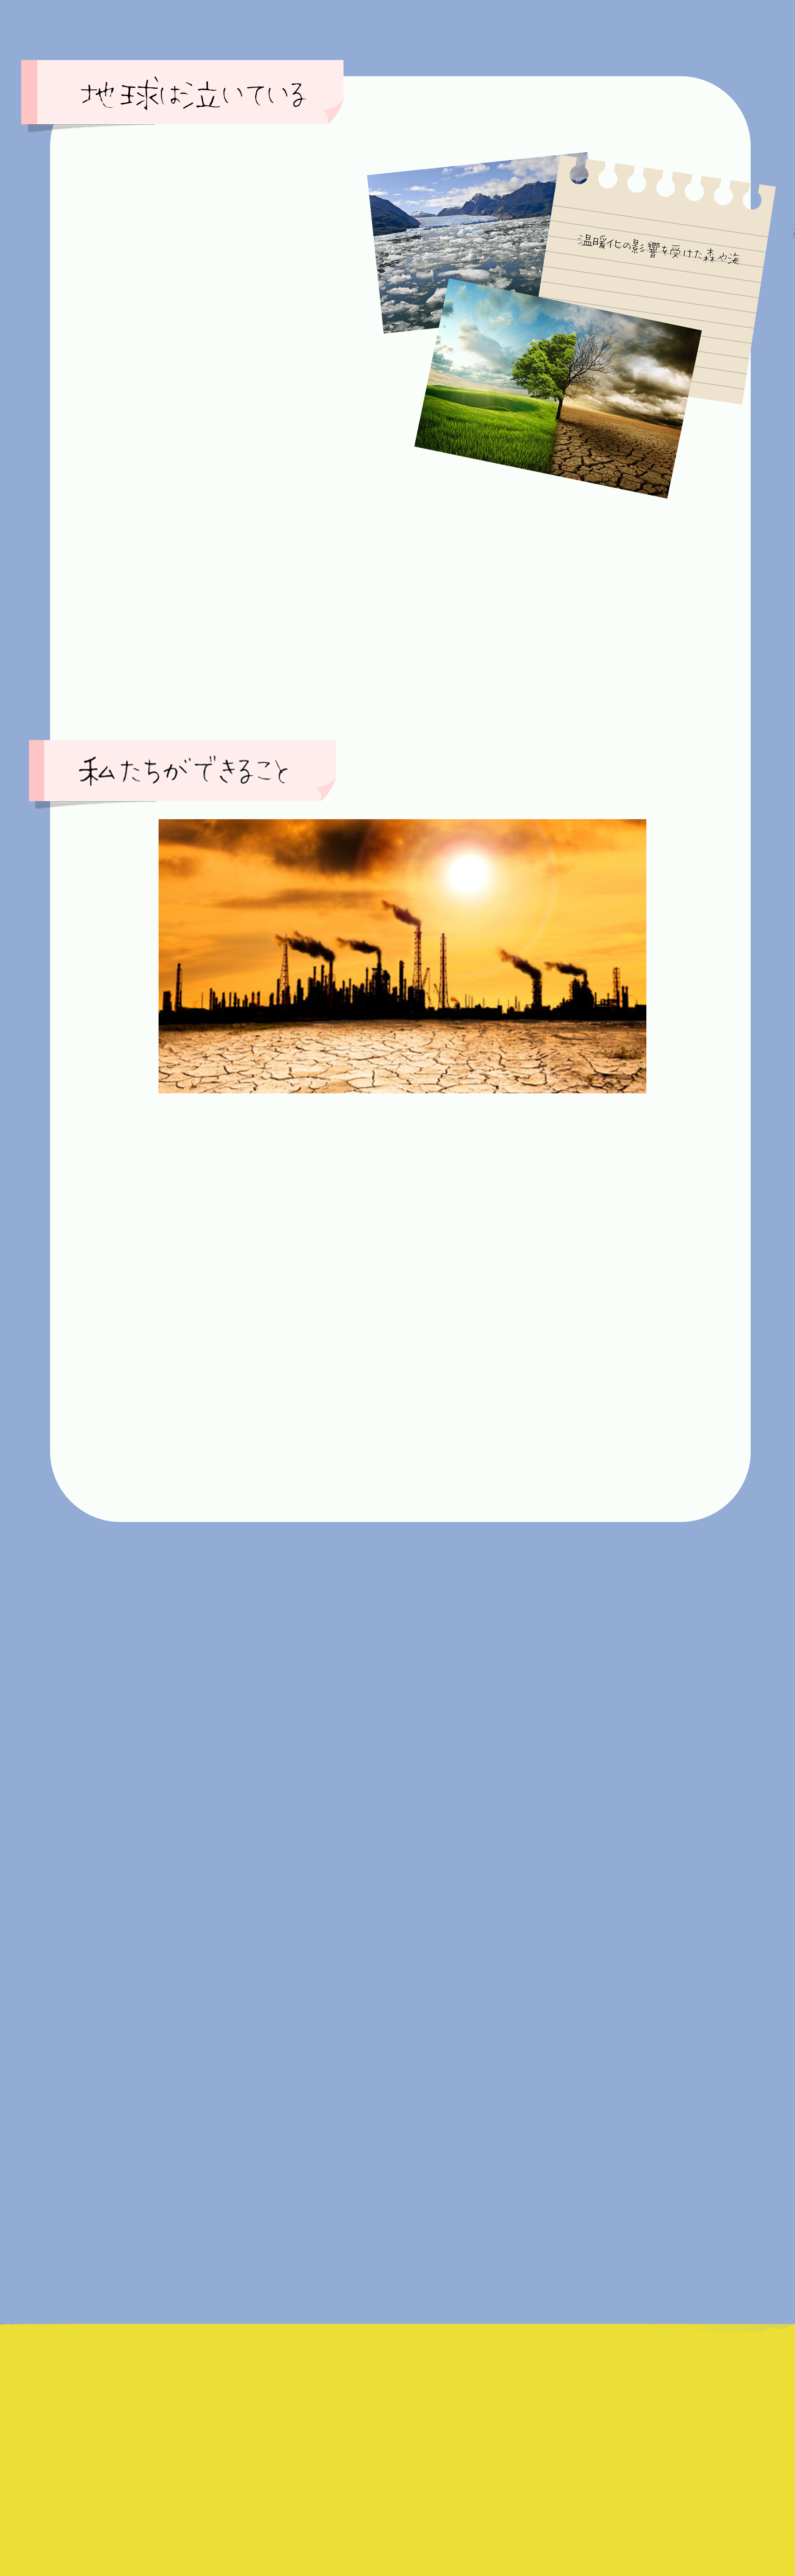 地球は泣いている
温暖化の影響を受けた森や海
私たちができること